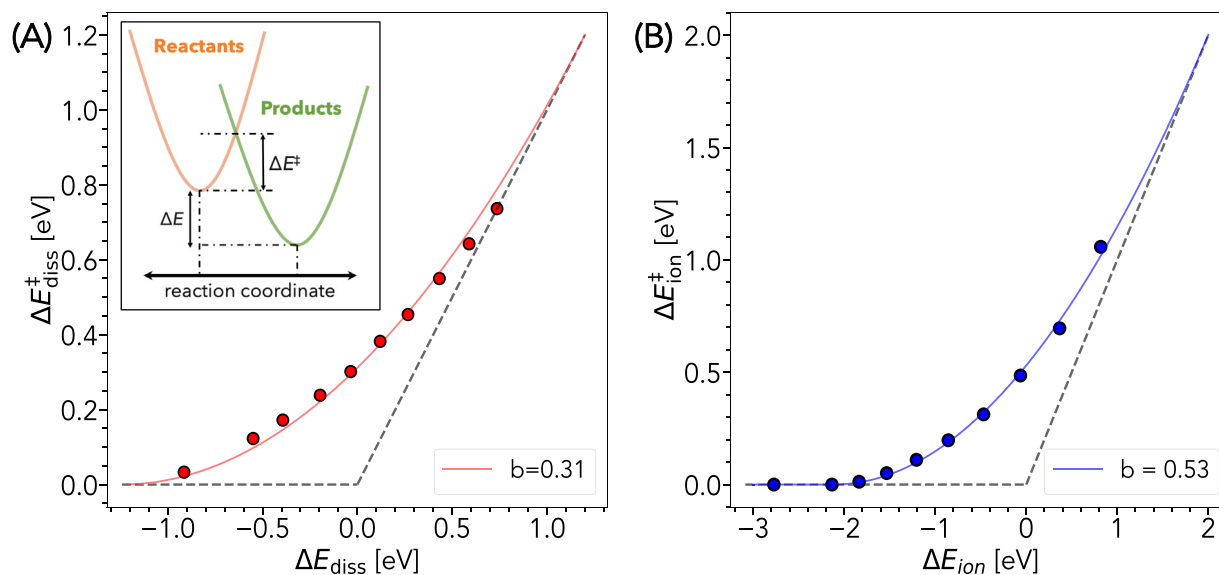 (A)
1.2
1.0
0.8
0.6
0.4
0.2
0.0
ΔE‡diss [eV]
Reactants
Products
ΔE‡
ΔE
reaction coordinate
b=0.31
−1.0
−0.5
0.0
0.5
1.0
ΔEdiss [eV]
(B)
2.0
1.5
1.0
0.5
0.0
ΔE‡ion [eV]
b = 0.53
−3
−2
−1
0
1
2
ΔEion [eV]